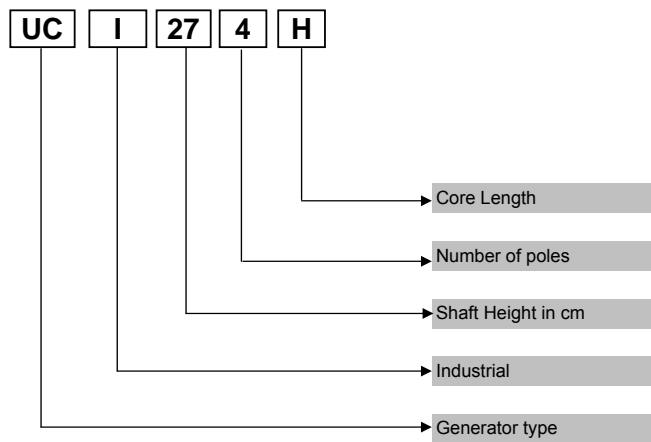 UC I 27 4 H
Core Length
Number of poles
Shaft Height in cm
Industrial
Generator type